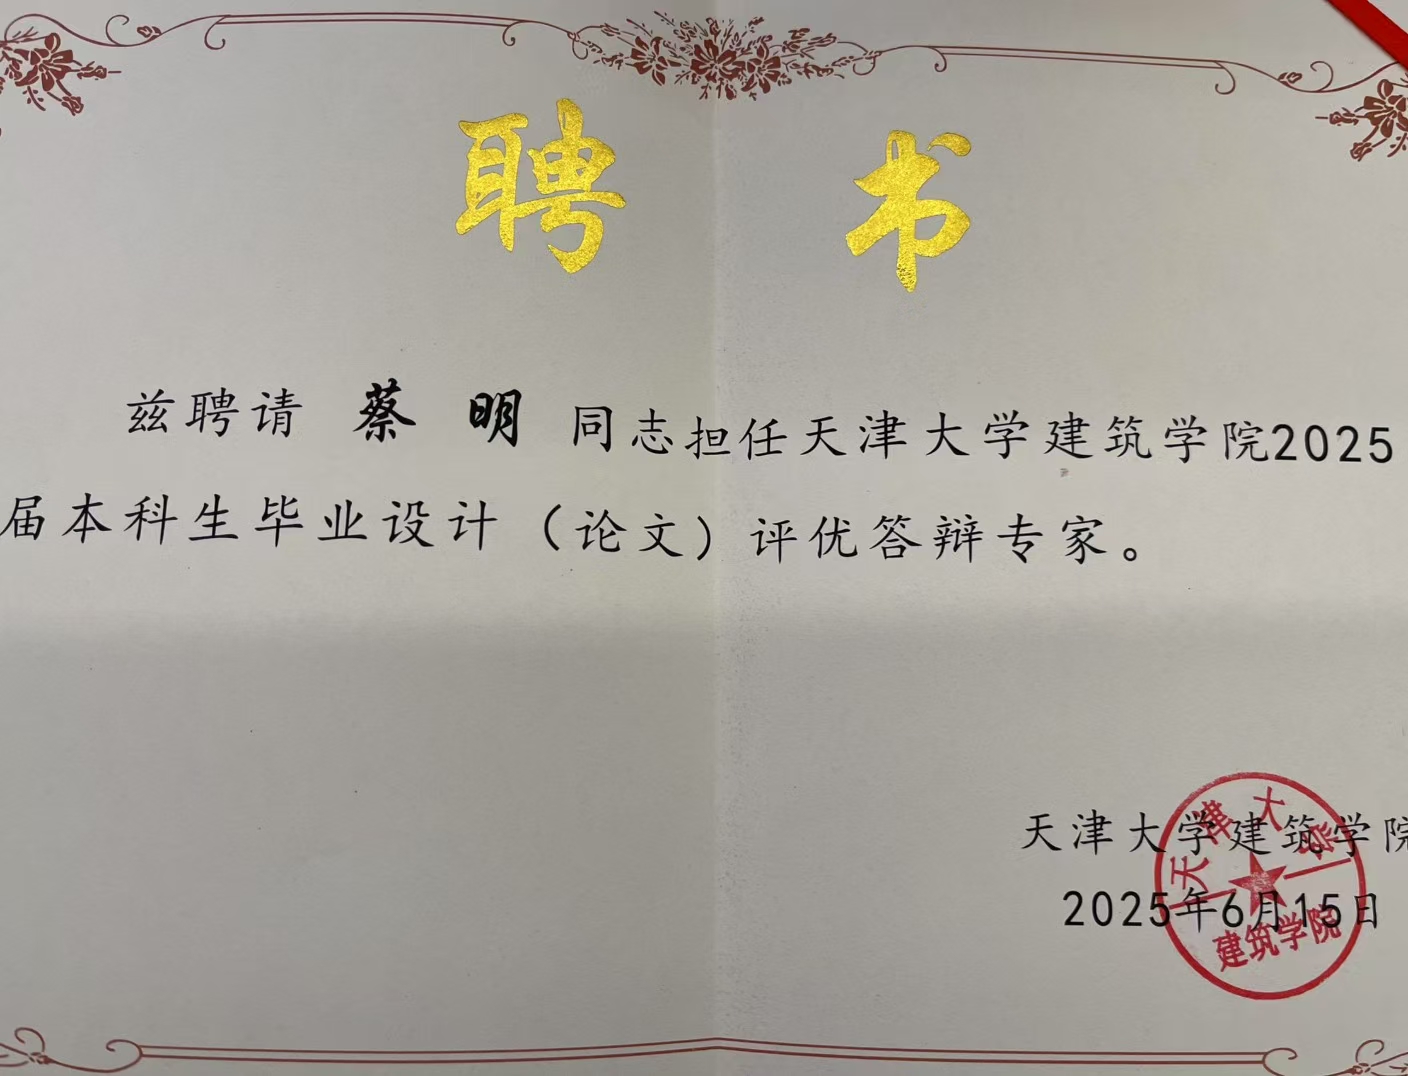 聘书
兹聘请 蔡明 同志担任天津大学建筑学院2025
届本科生毕业设计（论文）评优答辩专家。
天津大学建筑学院
2025年6月15日
天津大学
建筑学院